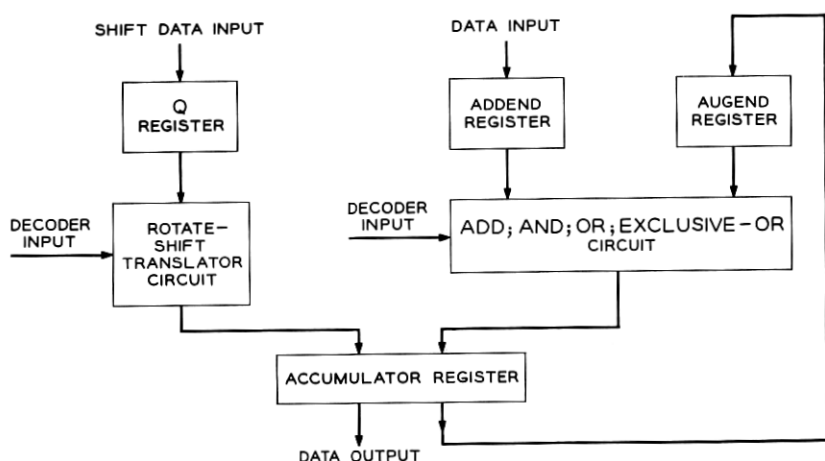 SHIFT DATA INPUT
DATA INPUT
Q
REGISTER
ADDEND
REGISTER
AUGEND
REGISTER
DECODER
INPUT
ROTATE-
SHIFT
TRANSLATOR
CIRCUIT
DECODER
INPUT
ADD; AND; OR; EXCLUSIVE-OR
CIRCUIT
ACCUMULATOR REGISTER
DATA OUTPUT